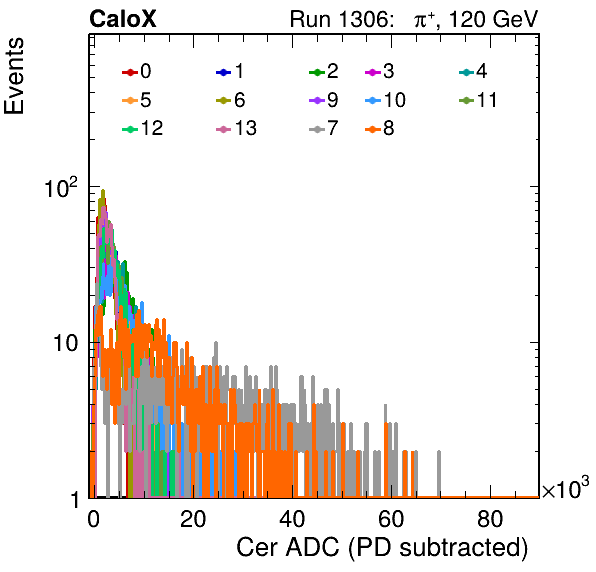 CaloX Run 1306: π⁺, 120 GeV
Events
0 1 2 3 4
5 6 9 10 11
12 13 7 8
10²
10
1
0 20 40 60 80
×10³
Cer ADC (PD subtracted)